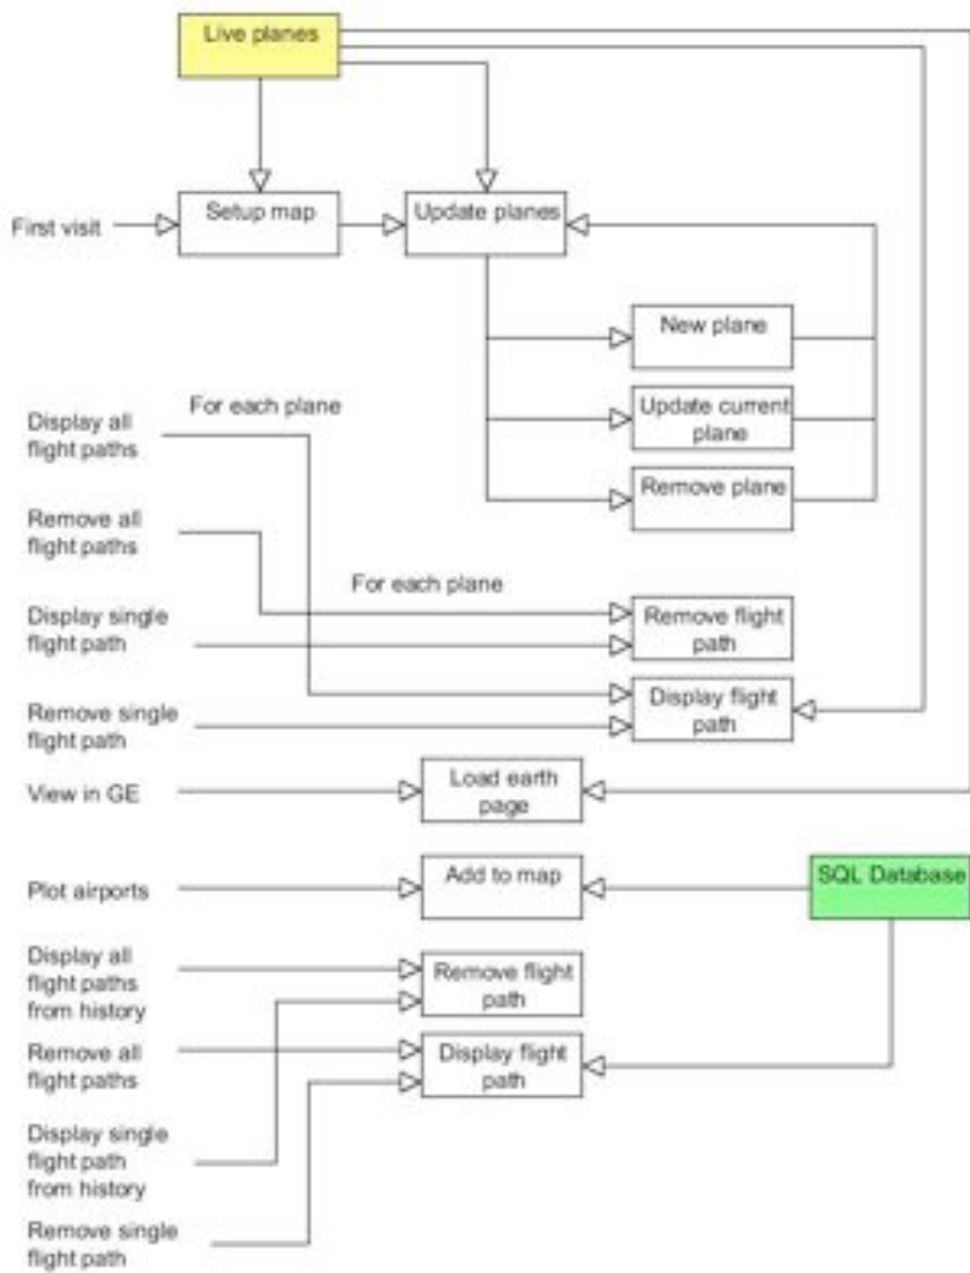 Live planes
First visit
Setup map
Update planes
New plane
Update current
plane
Remove plane
For each plane
Display all
flight paths
Remove all
flight paths
For each plane
Display single
flight path
Remove flight
path
Remove single
flight path
Display flight
path
View in GE
Load earth
page
Plot airports
Add to map
SQL Database
Display all
flight paths
from history
Remove flight
path
Remove all
flight paths
Display flight
path
Display single
flight path
from history
Remove single
flight path